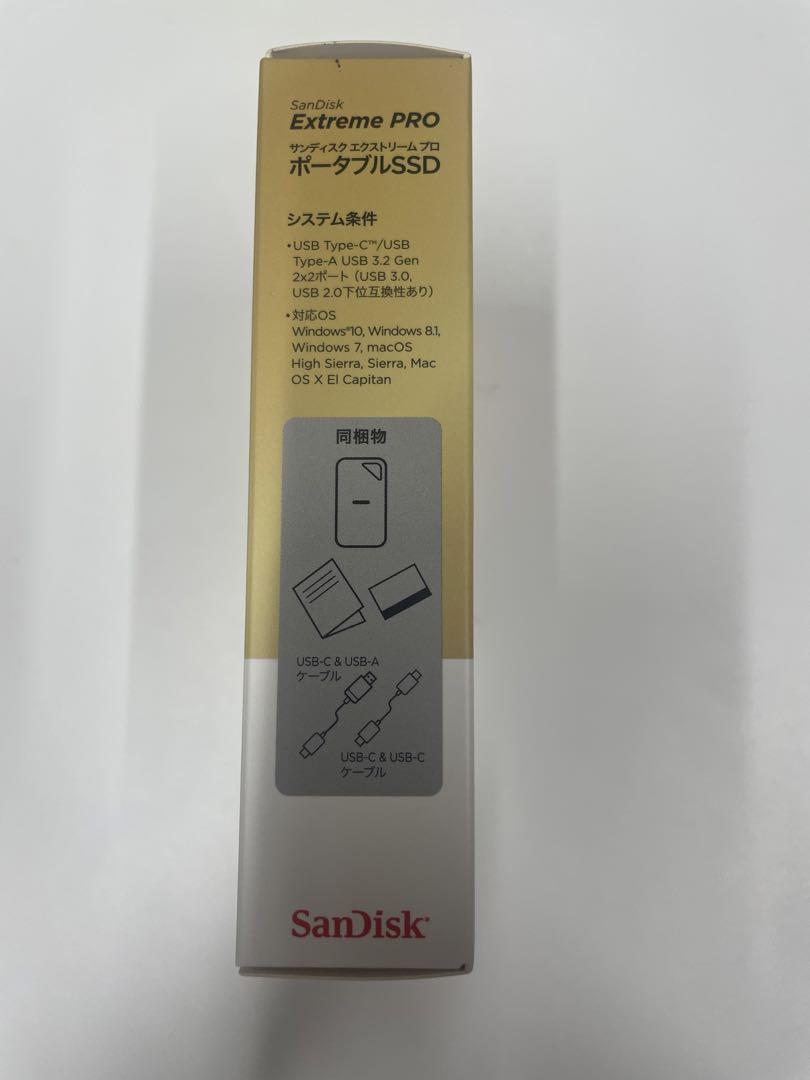 SanDisk
Extreme PRO
サンディスク エクストリーム プロ
ポータブルSSD
システム条件
•USB Type-C™/USB
Type-A USB 3.2 Gen
2x2ポート (USB 3.0,
USB 2.0下位互換性あり)
•対応OS
Windows®10, Windows 8.1,
Windows 7, macOS
High Sierra, Sierra, Mac
OS X El Capitan
同梱物
USB-C & USB-A
ケーブル
USB-C & USB-C
ケーブル
SanDisk®